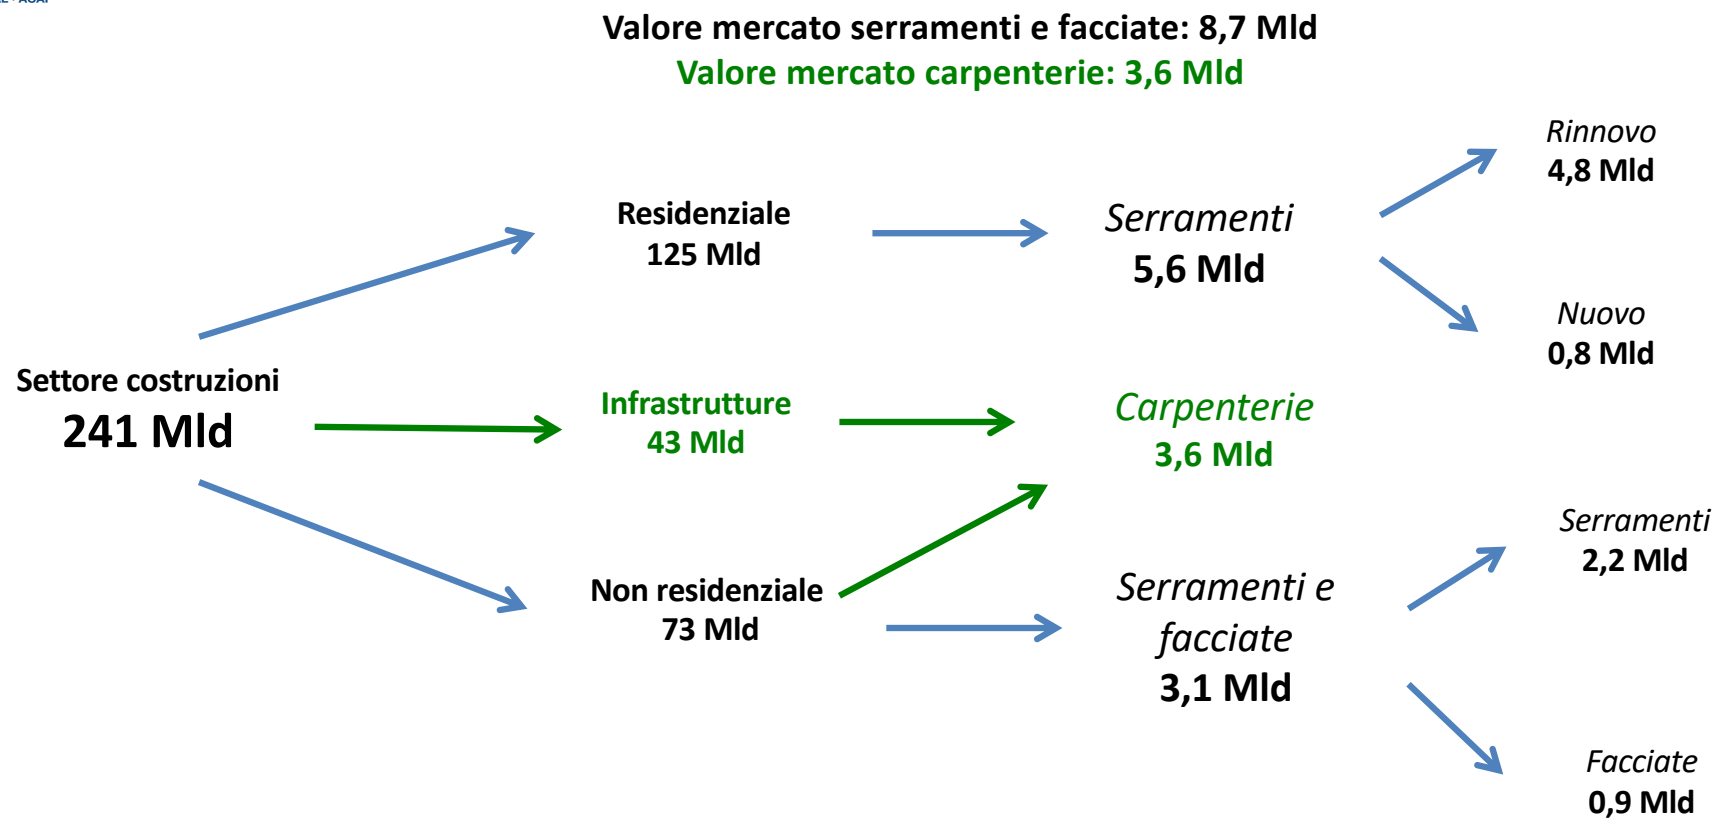 Valore mercato serramenti e facciate: 8,7 Mld
Valore mercato carpenterie: 3,6 Mld
Rinnovo
4,8 Mld
Residenziale
125 Mld
Serramenti
5,6 Mld
Nuovo
0,8 Mld
Settore costruzioni
241 Mld
Infrastrutture
43 Mld
Carpenterie
3,6 Mld
Serramenti
2,2 Mld
Non residenziale
73 Mld
Serramenti e
facciate
3,1 Mld
Facciate
0,9 Mld